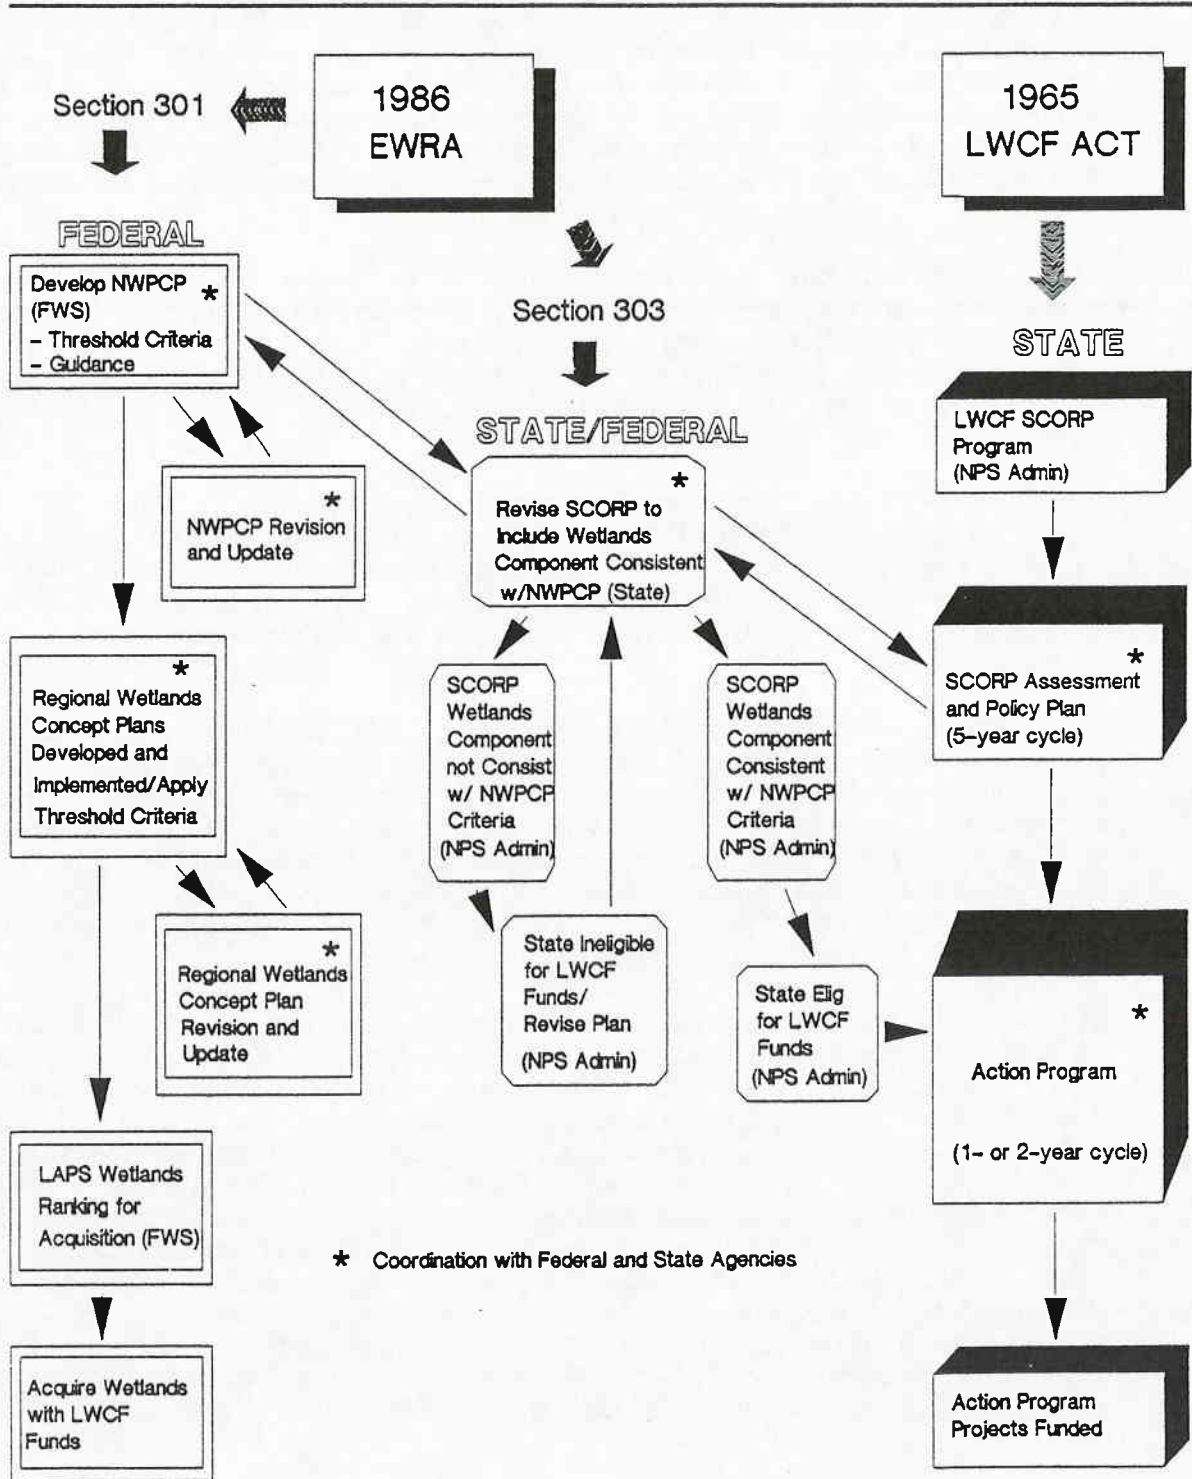 1986
EWRA
1965
LWCF ACT
Section 301
FEDERAL
Develop NWPCP *
(FWS)
- Threshold Criteria
- Guidance
*
NWPCP Revision
and Update
*
Regional Wetlands
Concept Plans
Developed and
Implemented/Apply
Threshold Criteria
*
Regional Wetlands
Concept Plan
Revision and
Update
LAPS Wetlands
Ranking for
Acquisition (FWS)
Acquire Wetlands
with LWCF
Funds
Section 303
STATE/FEDERAL
*
Revise SCORP to
Include Wetlands
Component Consistent
w/NWPCP (State)
SCORP
Wetlands
Component
not Consist
w/ NWPCP
Criteria
(NPS Admin)
State Ineligible
for LWCF
Funds/
Revise Plan
(NPS Admin)
SCORP
Wetlands
Component
Consistent
w/ NWPCP
Criteria
(NPS Admin)
State Elig
for LWCF
Funds
(NPS Admin)
STATE
LWCF SCORP
Program
(NPS Admin)
*
SCORP Assessment
and Policy Plan
(5-year cycle)
*
Action Program
(1- or 2-year cycle)
Action Program
Projects Funded
* Coordination with Federal and State Agencies